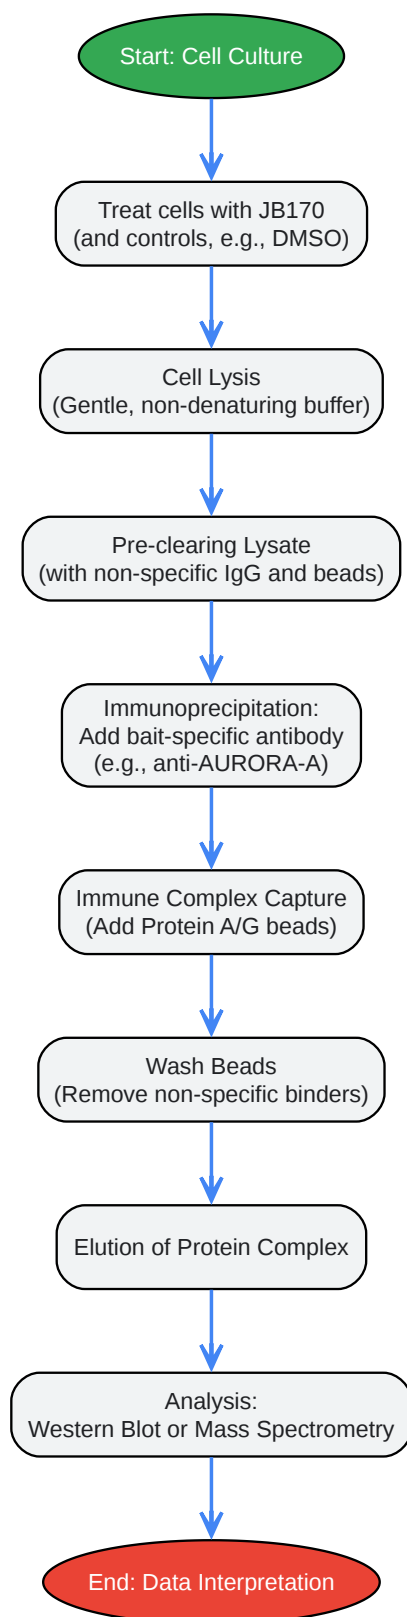 Start: Cell Culture
Treat cells with JB170
(and controls, e.g., DMSO)
Cell Lysis
(Gentle, non-denaturing buffer)
Pre-clearing Lysate
(with non-specific IgG and beads)
Immunoprecipitation:
Add bait-specific antibody
(e.g., anti-AURORA-A)
Immune Complex Capture
(Add Protein A/G beads)
Wash Beads
(Remove non-specific binders)
Elution of Protein Complex
Analysis:
Western Blot or Mass Spectrometry
End: Data Interpretation